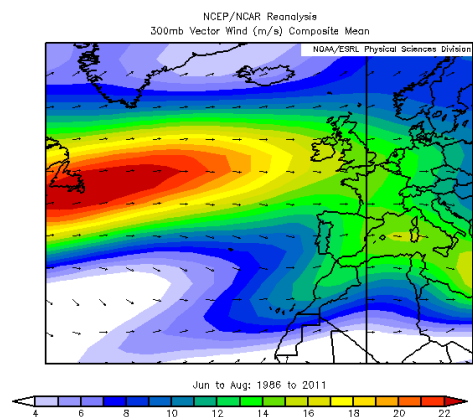 NCEP/NCAR Reanalysis
300mb Vector Wind (m/s) Composite Mean
NOAA/ESRL Physical Sciences Division
Jun to Aug: 1986 to 2011
4 6 8 10 12 14 16 18 20 22